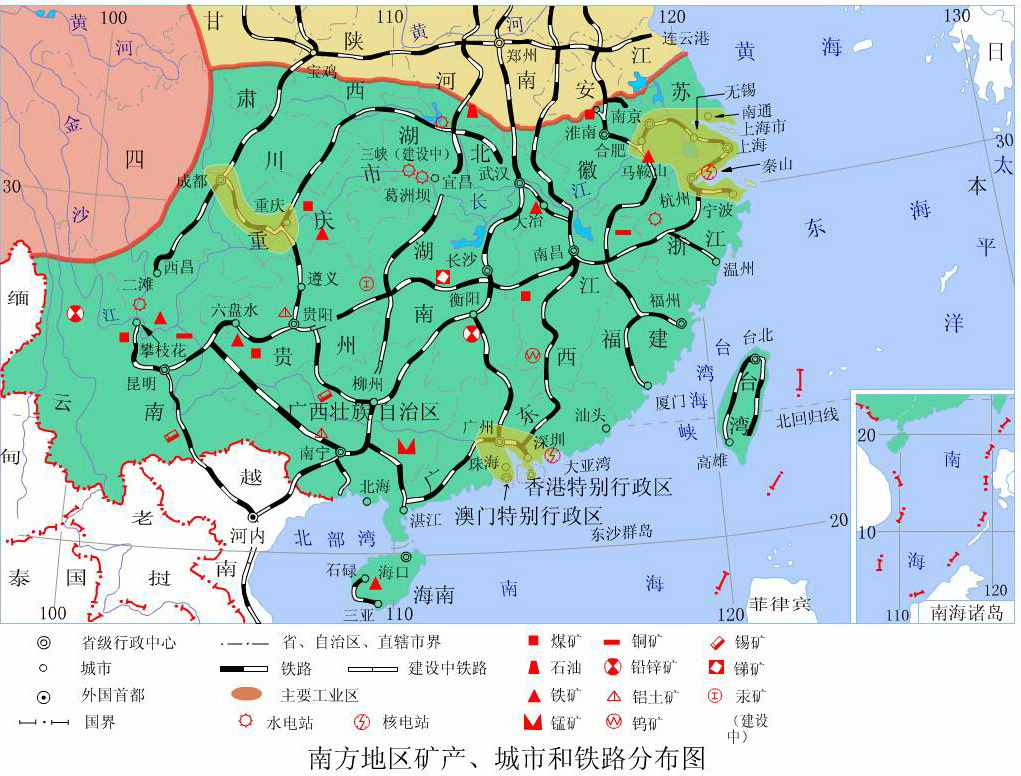 100
110
120
130
黄
河
甘
陕
黄
河
郑州
连云港
黄
海
日
本
宝鸡
肃
西
河
南
安
江
苏
无锡
南通
上海市
上海
淮南
南京
30
太
平
洋
金
沙
江
四
川
湖
北
三峡(建设中)
宜昌
武汉
合肥
徽
马鞍山
秦山
30
市
葛洲坝
成都
重庆
重
庆
长
江
大冶
杭州
宁波
东
海
浙
江
湖
南
长沙
南昌
温州
西昌
遵义
缅
甸
二滩
六盘水
贵阳
衡阳
江
西
福州
福
建
攀枝花
贵
州
台
湾
海
峡
台北
台
湾
昆明
柳州
云
南
广西壮族自治区
厦门
北回归线
广州
东
汕头
深圳
高雄
20
南
海
10
南宁
珠海
大亚湾
越
南
北海
广
香港特别行政区
湛江
澳门特别行政区
老
挝
河内
北部湾
东沙群岛
20
泰
国
石碌
海口
海南
南
海
三亚
菲律宾
100
110
120
110
120
南海诸岛
省级行政中心
省、自治区、直辖市界
煤矿
铜矿
锡矿
城市
铁路
建设中铁路
石油
铅锌矿
锑矿
外国首都
主要工业区
铁矿
铝土矿
汞矿
国界
水电站
核电站
锰矿
钨矿
(建设
中)
南方地区矿产、城市和铁路分布图